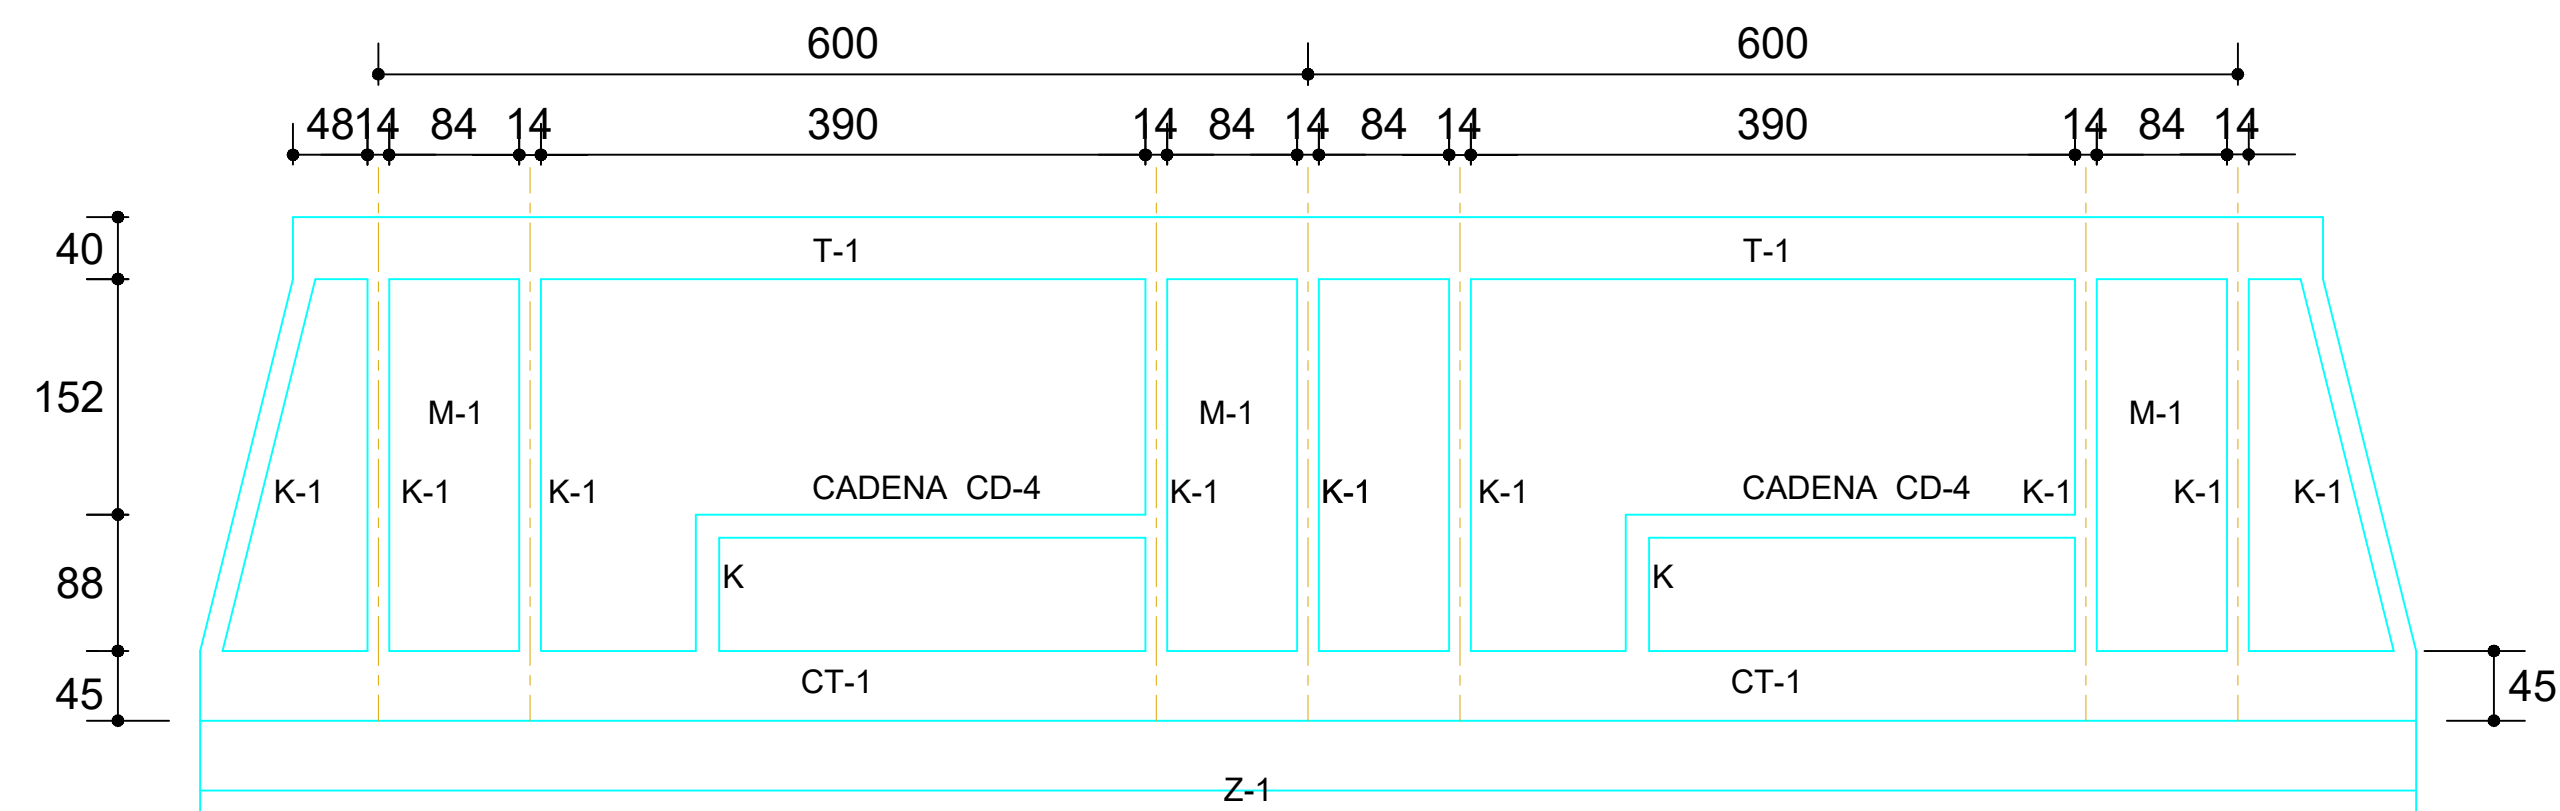 600 600
48 14 84 14 390 14 84 14 84 14 390 14 84 14
40 T-1 T-1
152
M-1 M-1 M-1
CADENA CD-4 CADENA CD-4
K-1 K-1 K-1 K-1 K-1 K-1 K-1 K-1 K-1
88 K K
45 CT-1 CT-1 45
Z-1